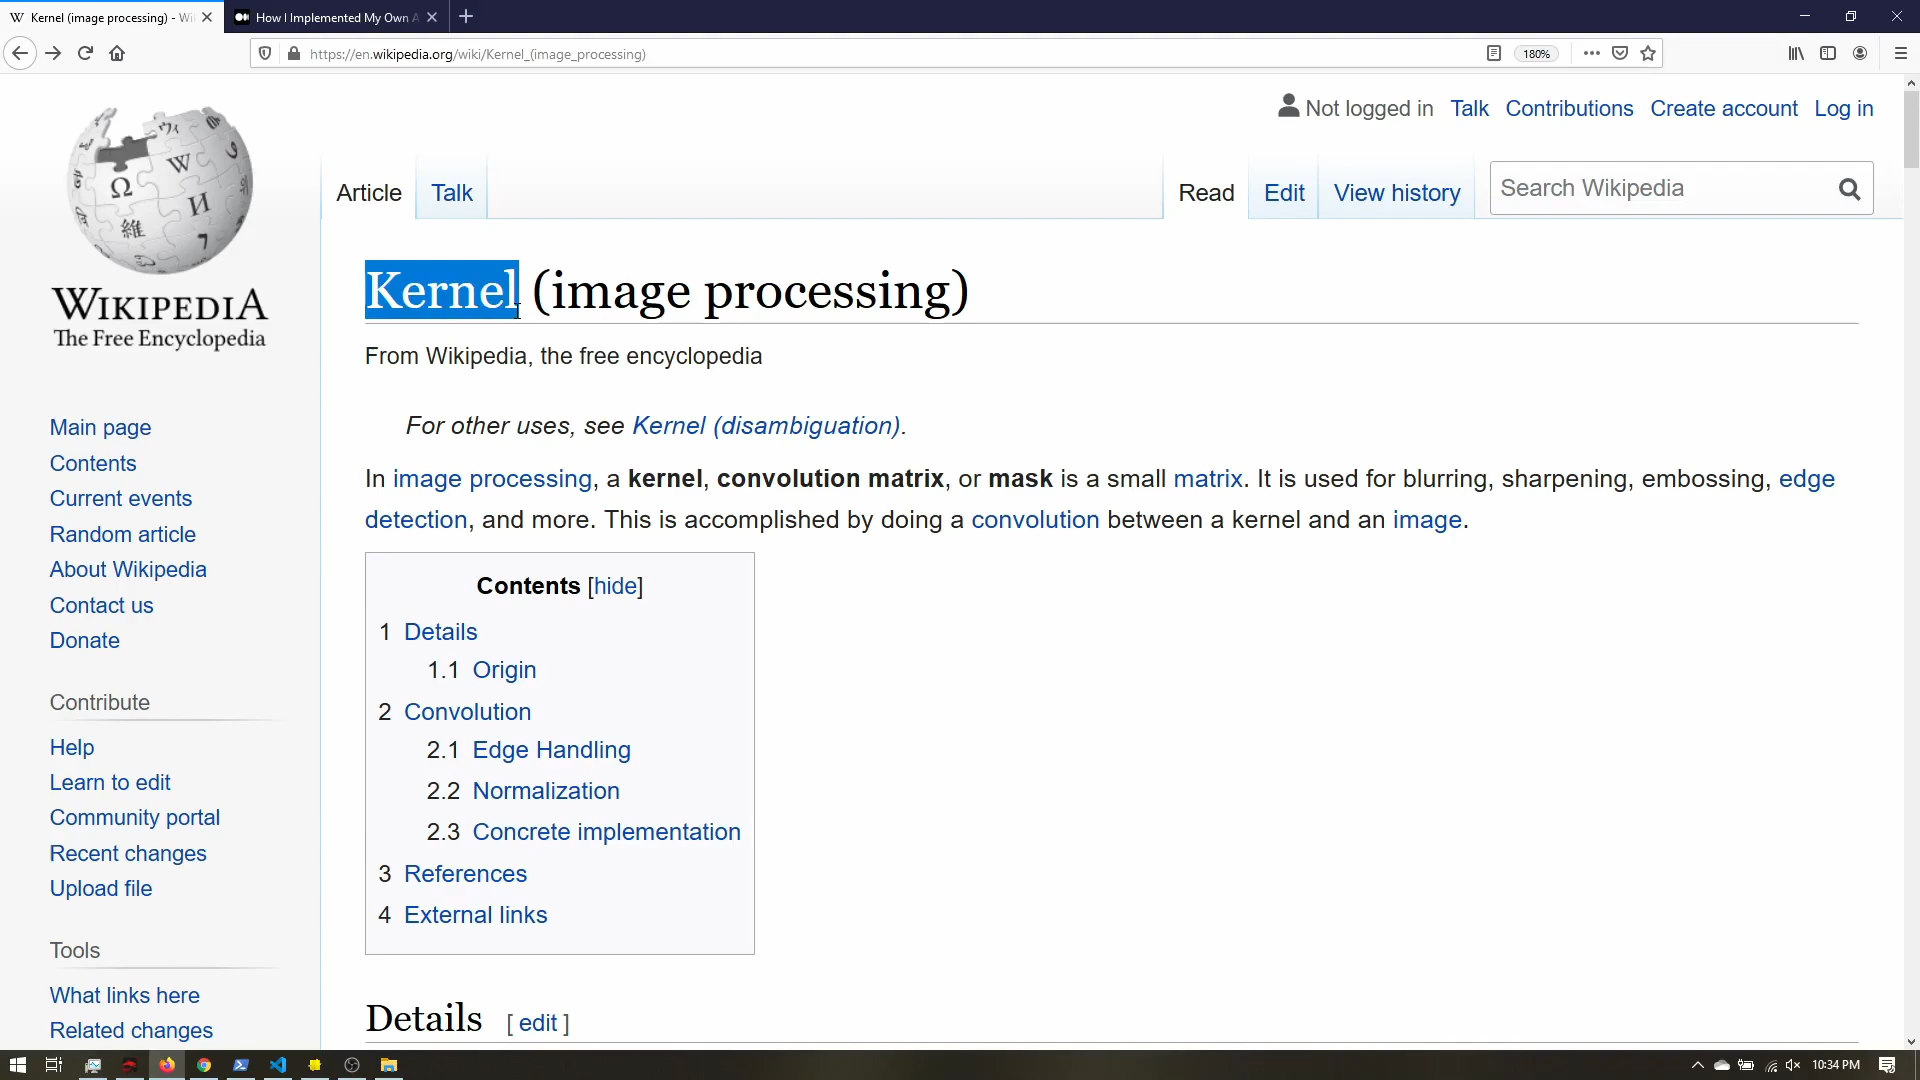 Kernel (image processing) - Wi
How I Implemented My Own A
https://en.wikipedia.org/wiki/Kernel_(image_processing)
180%
Not logged in Talk Contributions Create account Log in
Article Talk Read Edit View history Search Wikipedia
WIKIPEDIA
The Free Encyclopedia
Main page
Contents
Current events
Random article
About Wikipedia
Contact us
Donate
Contribute
Help
Learn to edit
Community portal
Recent changes
Upload file
Tools
What links here
Related changes
Kernel (image processing)
From Wikipedia, the free encyclopedia
For other uses, see Kernel (disambiguation).
In image processing, a kernel, convolution matrix, or mask is a small matrix. It is used for blurring, sharpening, embossing, edge
detection, and more. This is accomplished by doing a convolution between a kernel and an image.
Contents [hide]
1 Details
1.1 Origin
2 Convolution
2.1 Edge Handling
2.2 Normalization
2.3 Concrete implementation
3 References
4 External links
Details [ edit ]
10:34 PM